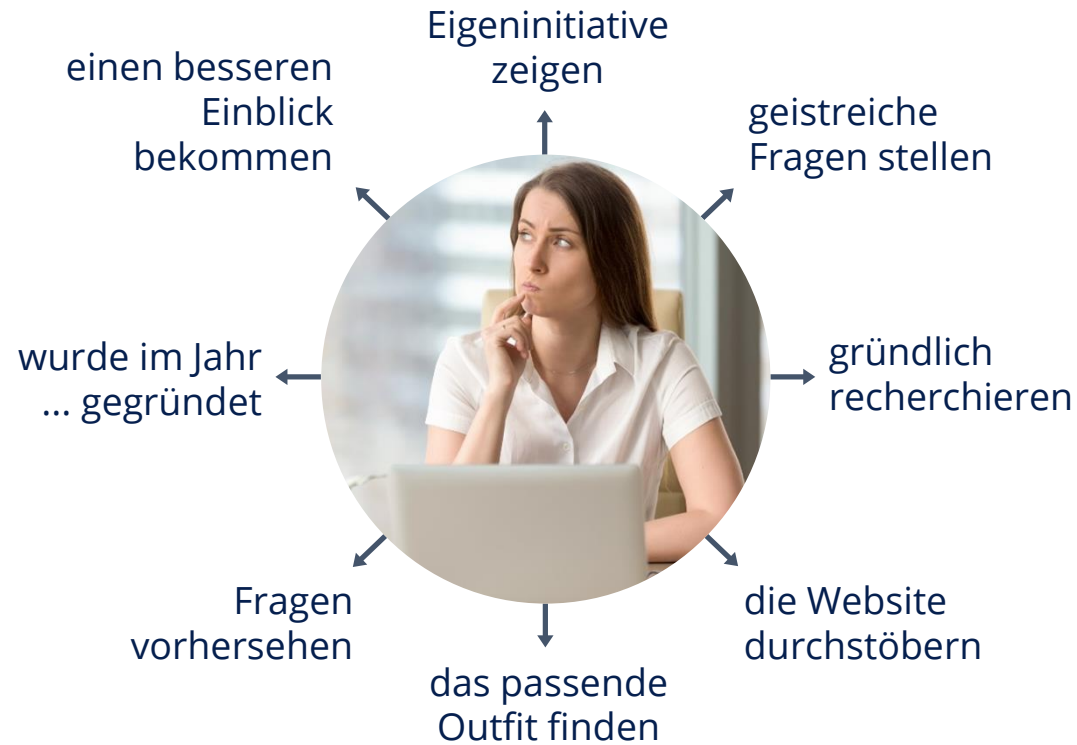 Eigeninitiative
zeigen
geistreiche
Fragen stellen
gründlich
recherchieren
die Website
durchstöbern
das passende
Outfit finden
Fragen
vorhersehen
wurde im Jahr
... gegründet
einen besseren
Einblick
bekommen